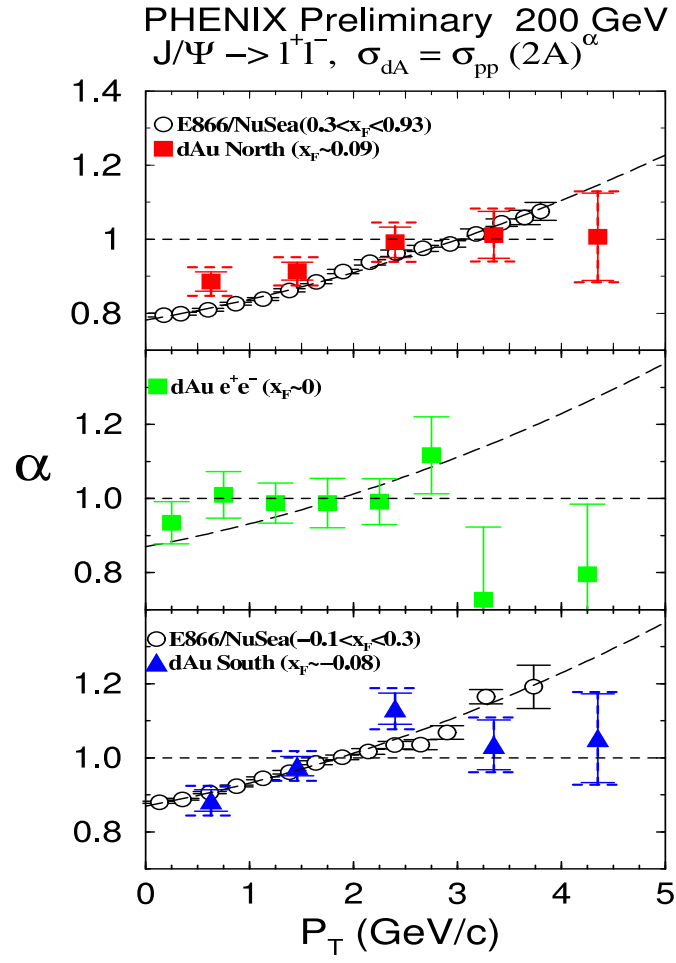 PHENIX Preliminary 200 GeV
J/Ψ -> l⁺l⁻, σ_dA = σ_pp (2A)^α
1.4
E866/NuSea(0.3<x_F<0.93)
dAu North (x_F~0.09)
1.2
1
0.8
dAu e⁺e⁻ (x_F~0)
1.2
α
1.0
0.8
E866/NuSea(−0.1<x_F<0.3)
dAu South (x_F~−0.08)
1.2
1.0
0.8
0 1 2 3 4 5
P_T (GeV/c)